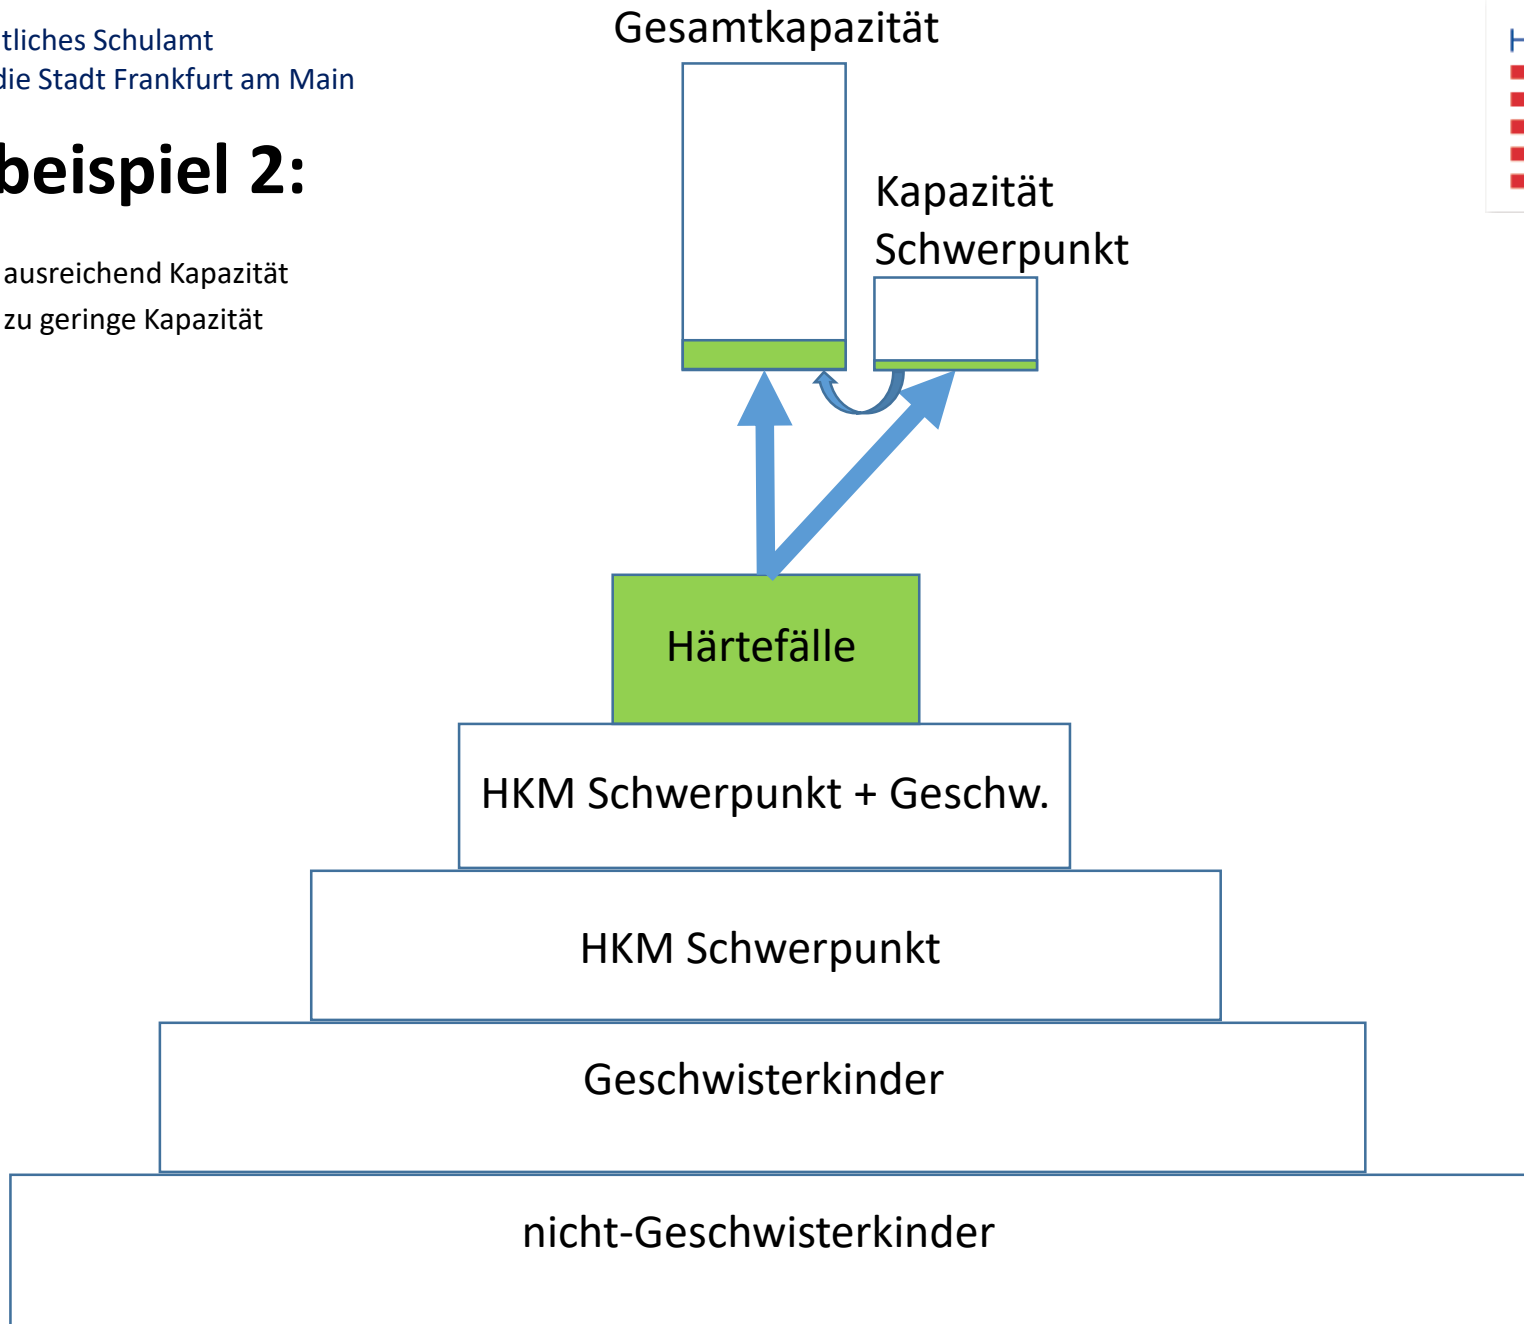 tliches Schulamt
die Stadt Frankfurt am Main
beispiel 2:
ausreichend Kapazität
zu geringe Kapazität
Gesamtkapazität
Kapazität
Schwerpunkt
Härtefälle
HKM Schwerpunkt + Geschw.
HKM Schwerpunkt
Geschwisterkinder
nicht-Geschwisterkinder